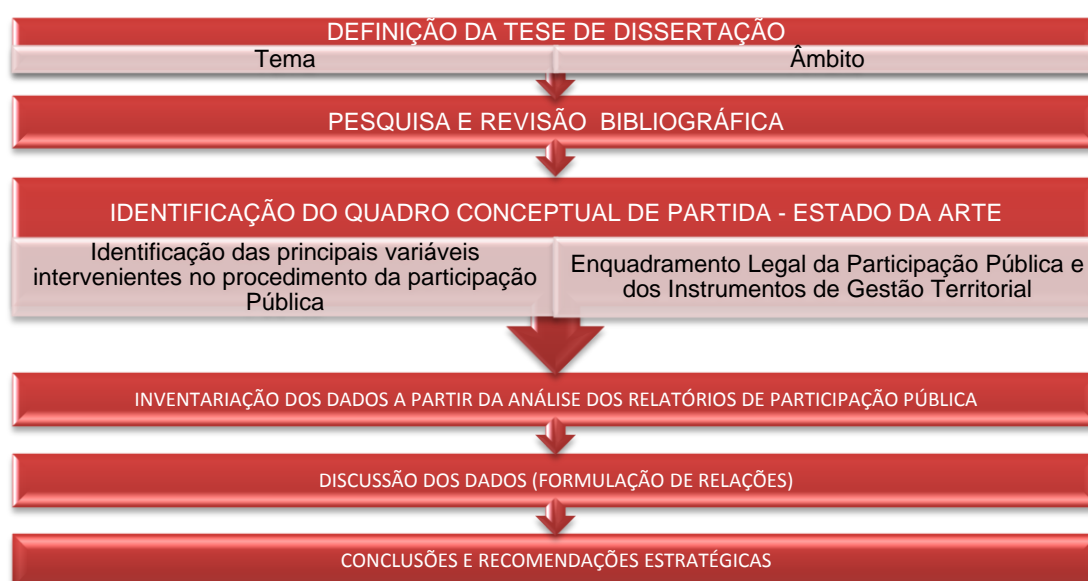 DEFINIÇÃO DA TESE DE DISSERTAÇÃO
Tema
Âmbito
PESQUISA E REVISÃO BIBLIOGRÁFICA
IDENTIFICAÇÃO DO QUADRO CONCEPTUAL DE PARTIDA - ESTADO DA ARTE
Identificação das principais variáveis
intervenientes no procedimento da participação
Pública
Enquadramento Legal da Participação Pública e
dos Instrumentos de Gestão Territorial
INVENTARIAÇÃO DOS DADOS A PARTIR DA ANÁLISE DOS RELATÓRIOS DE PARTICIPAÇÃO PÚBLICA
DISCUSSÃO DOS DADOS (FORMULAÇÃO DE RELAÇÕES)
CONCLUSÕES E RECOMENDAÇÕES ESTRATÉGICAS